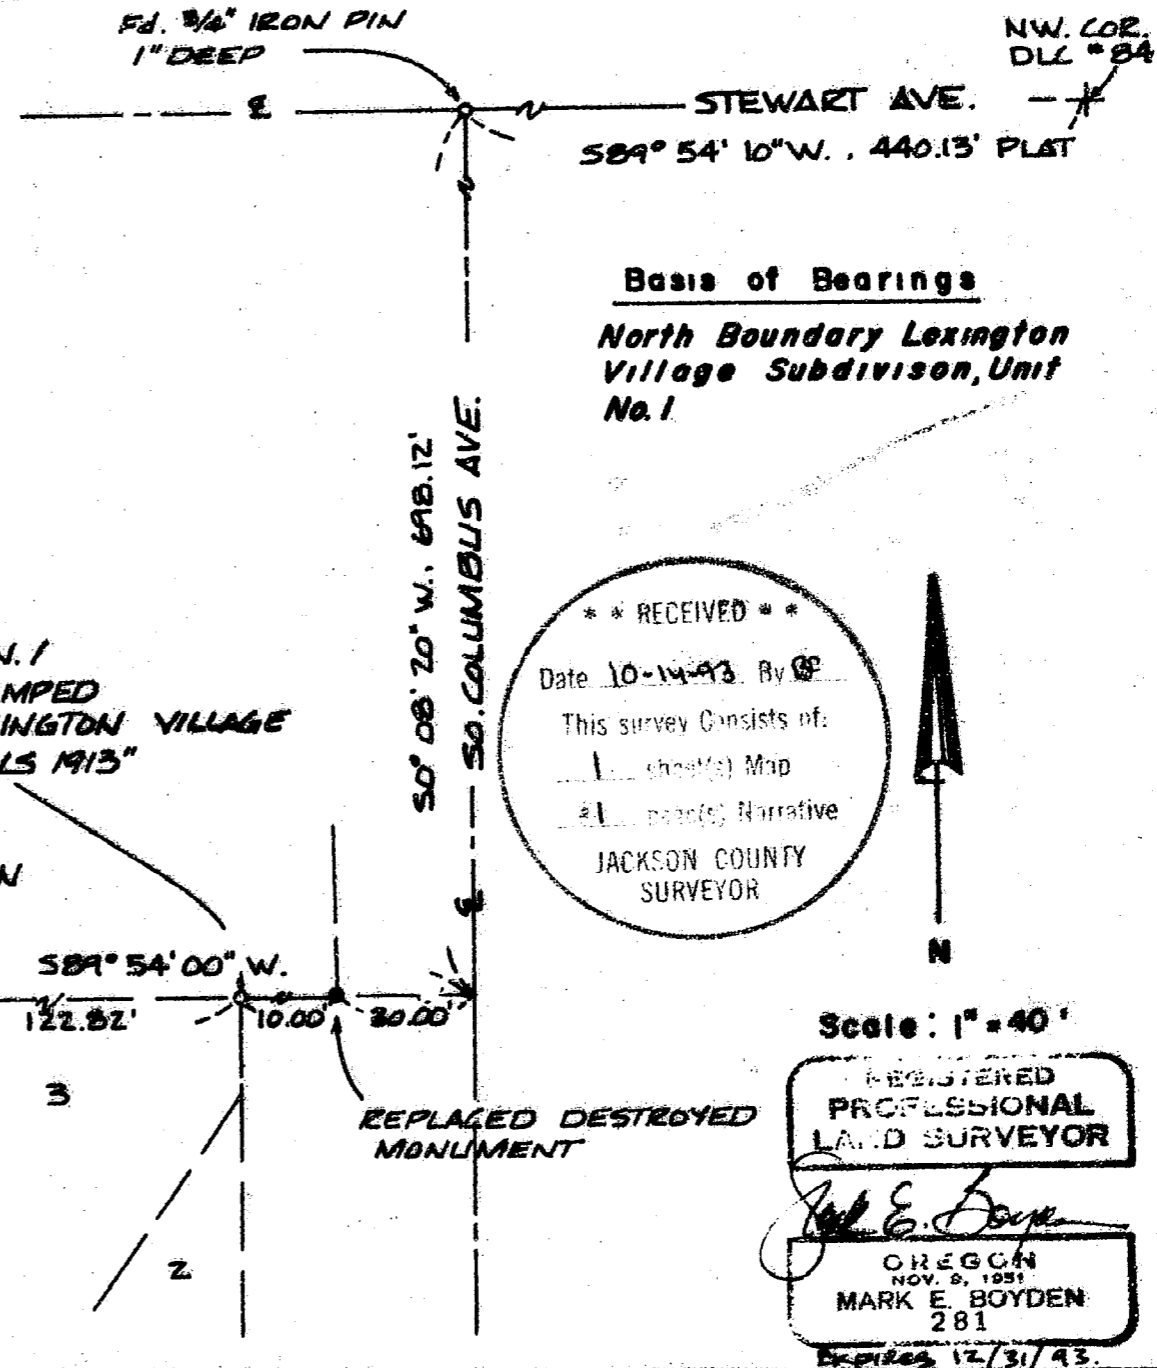 Fd. 3/4" IRON PIN
1" DEEP
NW. COR.
DLC #84
STEWART AVE.
S89° 54' 10" W. , 440.13' PLAT
Basis of Bearings
North Boundary Lexington
Village Subdivison, Unit
No. 1
S0° 08' 20" W., 698.12'
SO. COLUMBUS AVE.
* * RECEIVED * *
Date 10-14-93 By
This survey Consists of:
1 sheet(s) Map
1 page(s) Narrative
JACKSON COUNTY
SURVEYOR
N
Scale: 1" = 40'
W. /
MPED
INGTON VILLAGE
LS 1913"
N
S89° 54' 00" W.
122.82'
10.00'
30.00'
3
2
REPLACED DESTROYED
MONUMENT
REGISTERED
PROFESSIONAL
LAND SURVEYOR
E. Boyden
OREGON
NOV. 9, 1951
MARK E. BOYDEN
281
Expires 12/31/93.